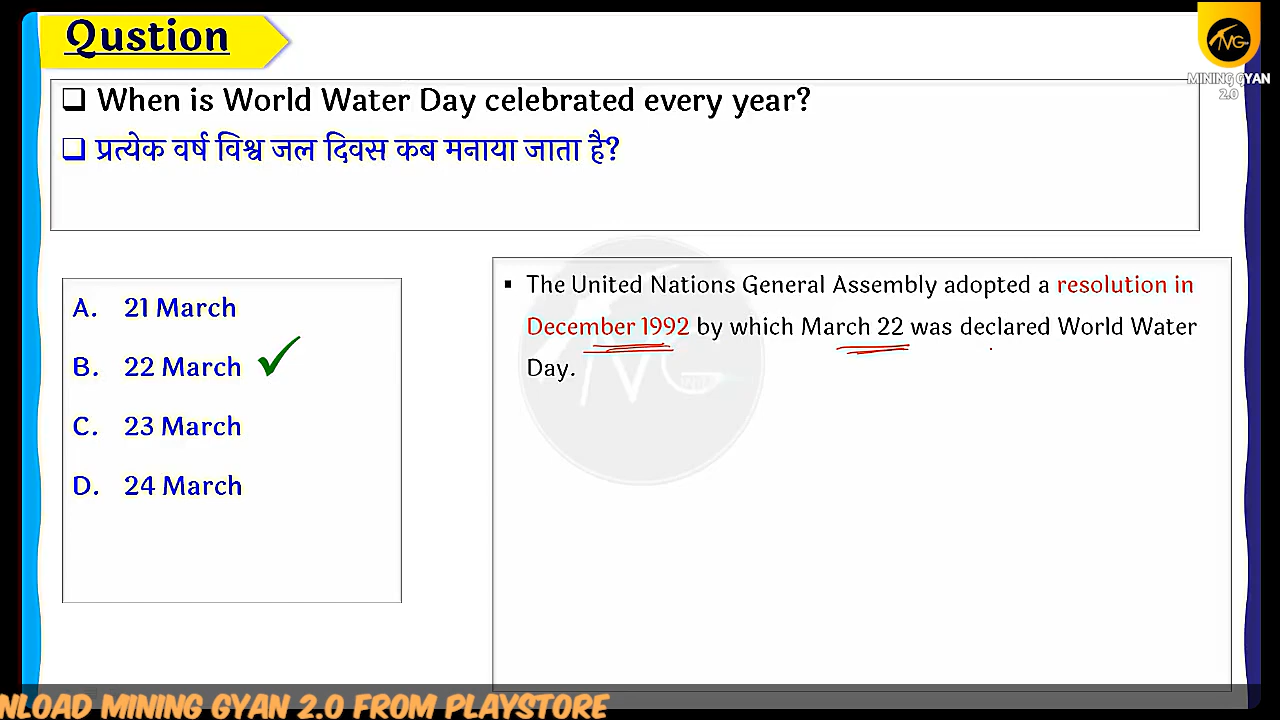 Qustion
MINING GYAN
2.0
❑ When is World Water Day celebrated every year?
❑ प्रत्येक वर्ष विश्व जल दिवस कब मनाया जाता है?
A. 21 March
B. 22 March ✓
C. 23 March
D. 24 March
▪ The United Nations General Assembly adopted a resolution in
December 1992 by which March 22 was declared World Water
Day.
NLOAD MINING GYAN 2.0 FROM PLAYSTORE